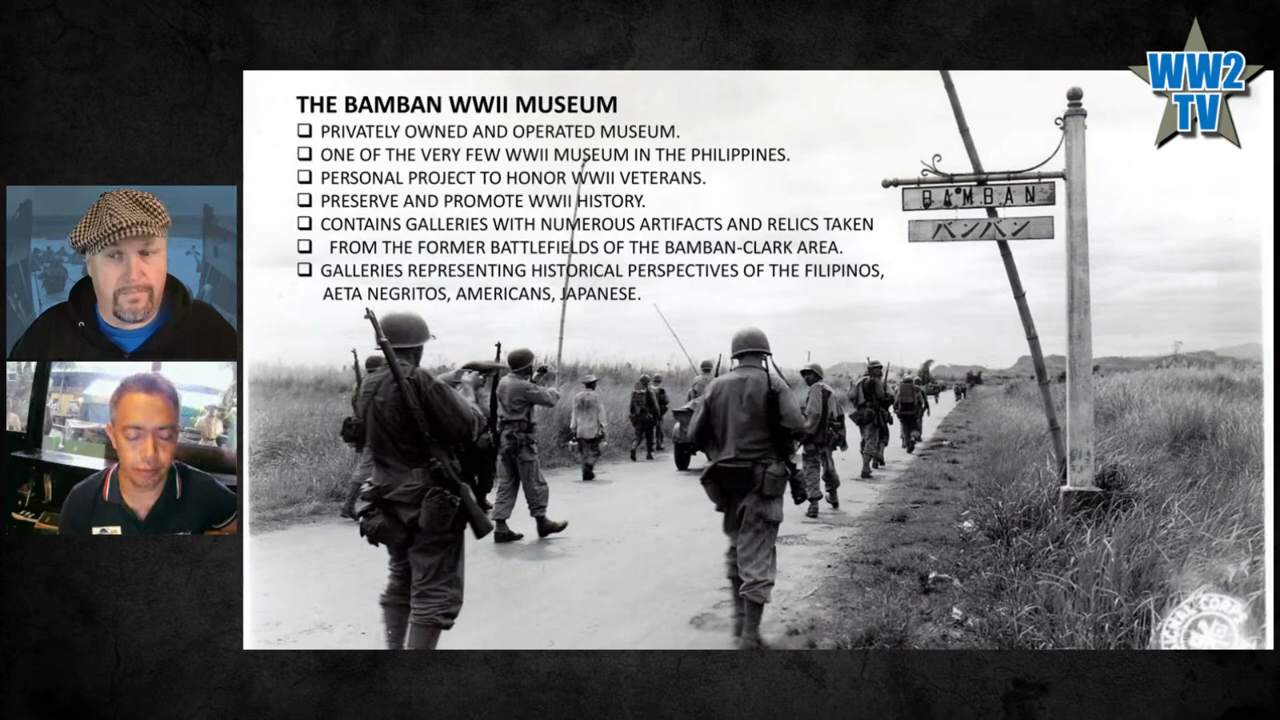 THE BAMBAN WWII MUSEUM
❑ PRIVATELY OWNED AND OPERATED MUSEUM.
❑ ONE OF THE VERY FEW WWII MUSEUM IN THE PHILIPPINES.
❑ PERSONAL PROJECT TO HONOR WWII VETERANS.
❑ PRESERVE AND PROMOTE WWII HISTORY.
❑ CONTAINS GALLERIES WITH NUMEROUS ARTIFACTS AND RELICS TAKEN
❑ FROM THE FORMER BATTLEFIELDS OF THE BAMBAN-CLARK AREA.
❑ GALLERIES REPRESENTING HISTORICAL PERSPECTIVES OF THE FILIPINOS,
AETA NEGRITOS, AMERICANS, JAPANESE.
WW2
TV
BAMBAN
バンバン
CORPS